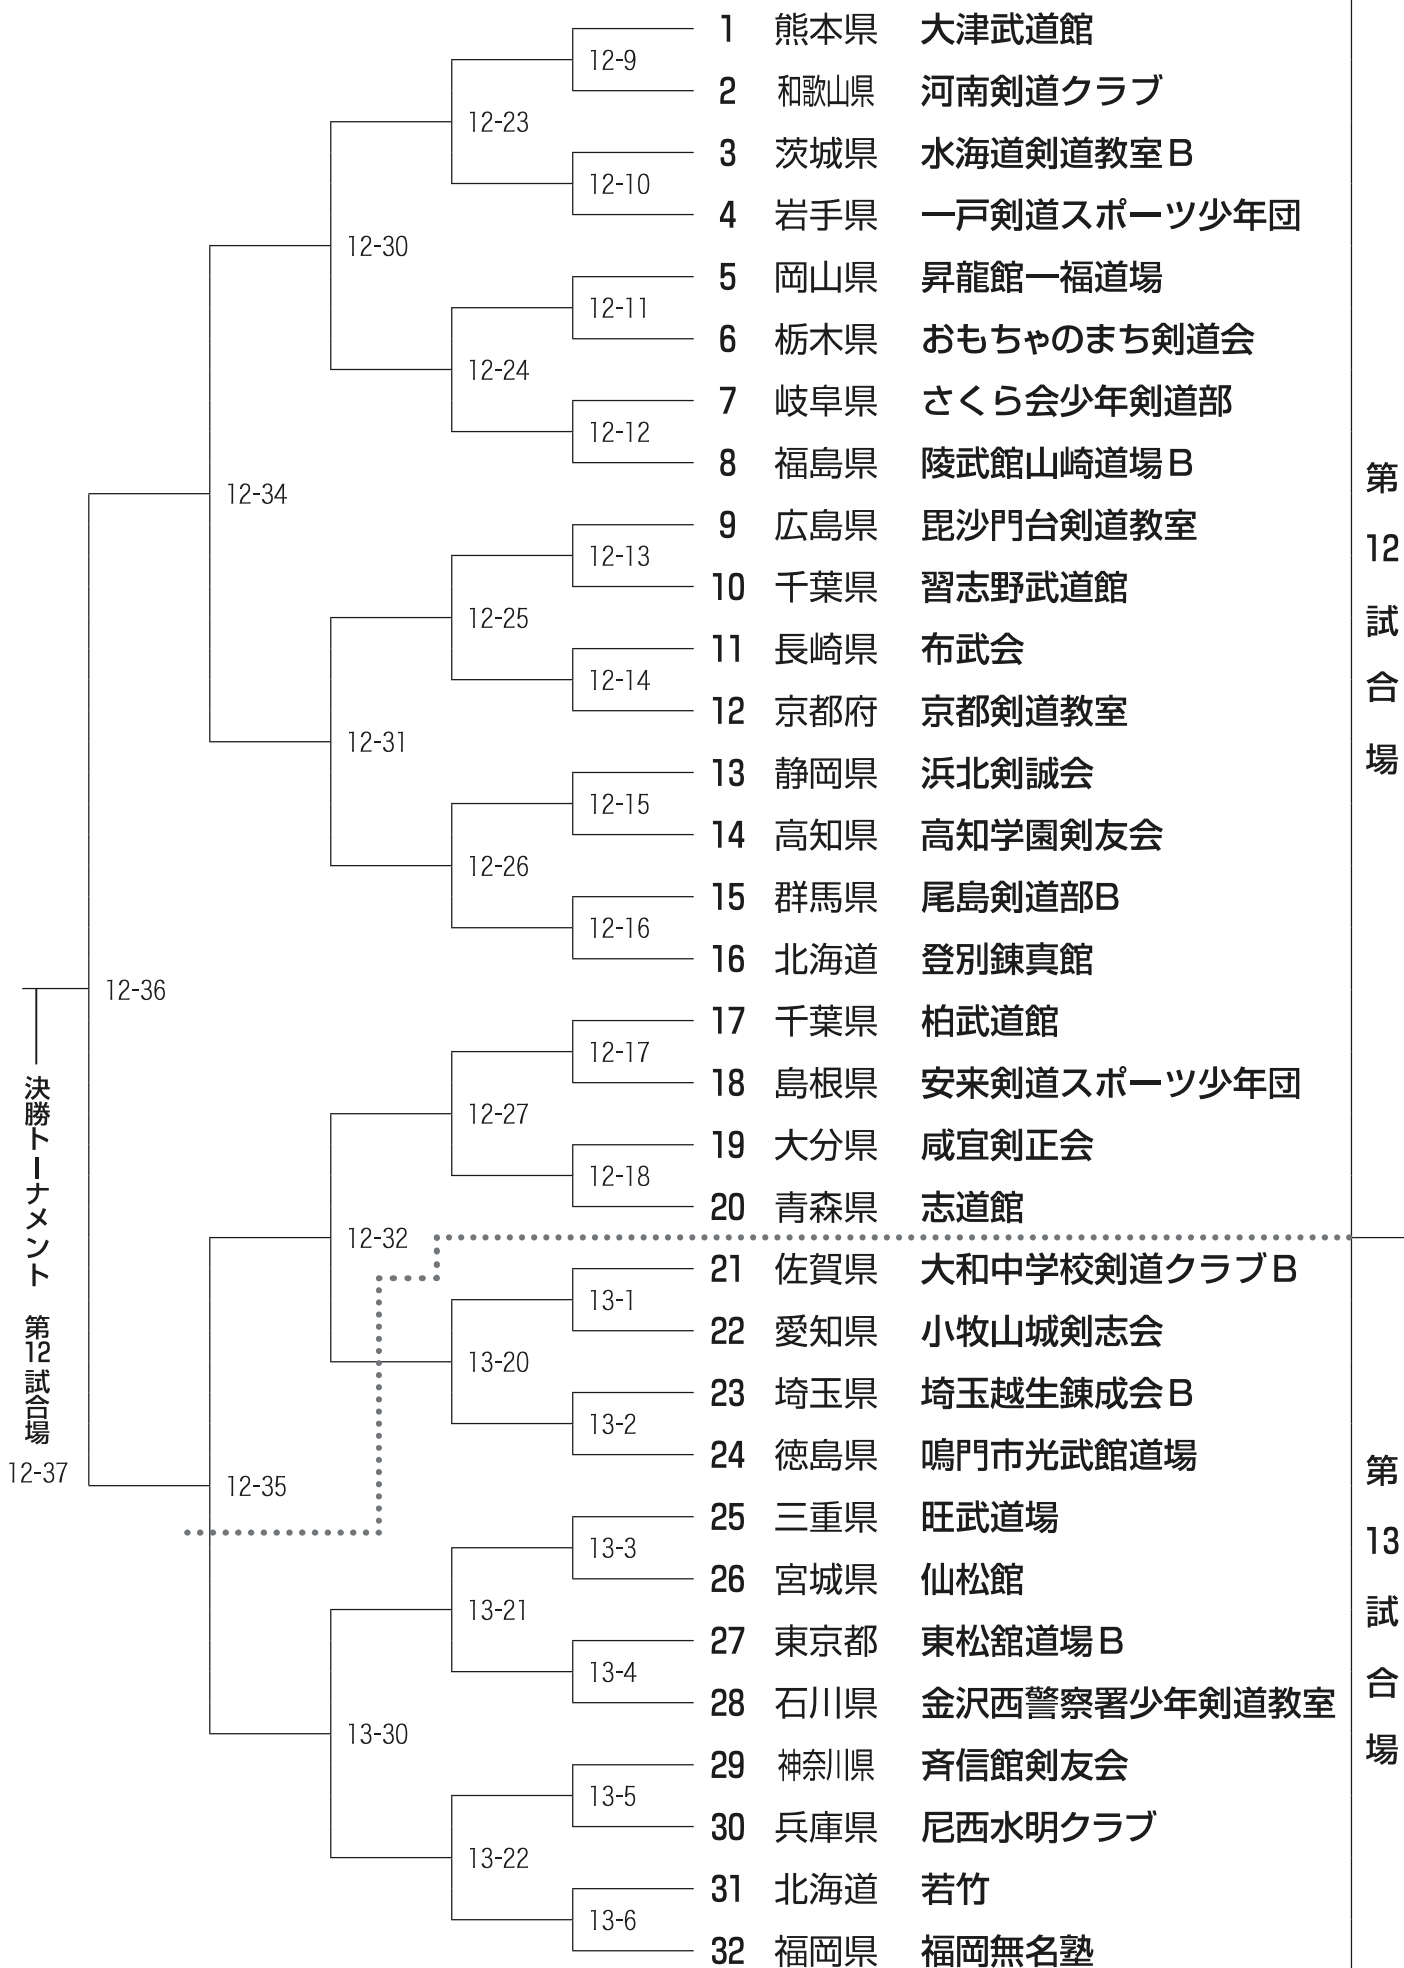 1 熊本県 大津武道館
12-9
2 和歌山県 河南剣道クラブ
12-23
3 茨城県 水海道剣道教室B
12-10
4 岩手県 一戸剣道スポーツ少年団
12-30
5 岡山県 昇龍館一福道場
12-11
6 栃木県 おもちゃのまち剣道会
12-24
7 岐阜県 さくら会少年剣道部
12-12
8 福島県 陵武館山崎道場B
12-34
9 広島県 毘沙門台剣道教室
12-13
10 千葉県 習志野武道館
12-25
11 長崎県 布武会
12-14
12 京都府 京都剣道教室
12-31
13 静岡県 浜北剣誠会
12-15
14 高知県 高知学園剣友会
12-26
15 群馬県 尾島剣道部B
12-16
16 北海道 登別錬真館
12-36
17 千葉県 柏武道館
12-17
18 島根県 安来剣道スポーツ少年団
12-27
19 大分県 咸宜剣正会
12-18
20 青森県 志道館
12-32
21 佐賀県 大和中学校剣道クラブB
13-1
22 愛知県 小牧山城剣志会
13-20
23 埼玉県 埼玉越生錬成会B
13-2
24 徳島県 鳴門市光武館道場
12-35
25 三重県 旺武道場
13-3
26 宮城県 仙松館
13-21
27 東京都 東松舘道場B
13-4
28 石川県 金沢西警察署少年剣道教室
13-30
29 神奈川県 斉信館剣友会
13-5
30 兵庫県 尼西水明クラブ
13-22
31 北海道 若竹
13-6
32 福岡県 福岡無名塾
第12試合場
第13試合場
決勝トーナメント 第12試合場
12-37